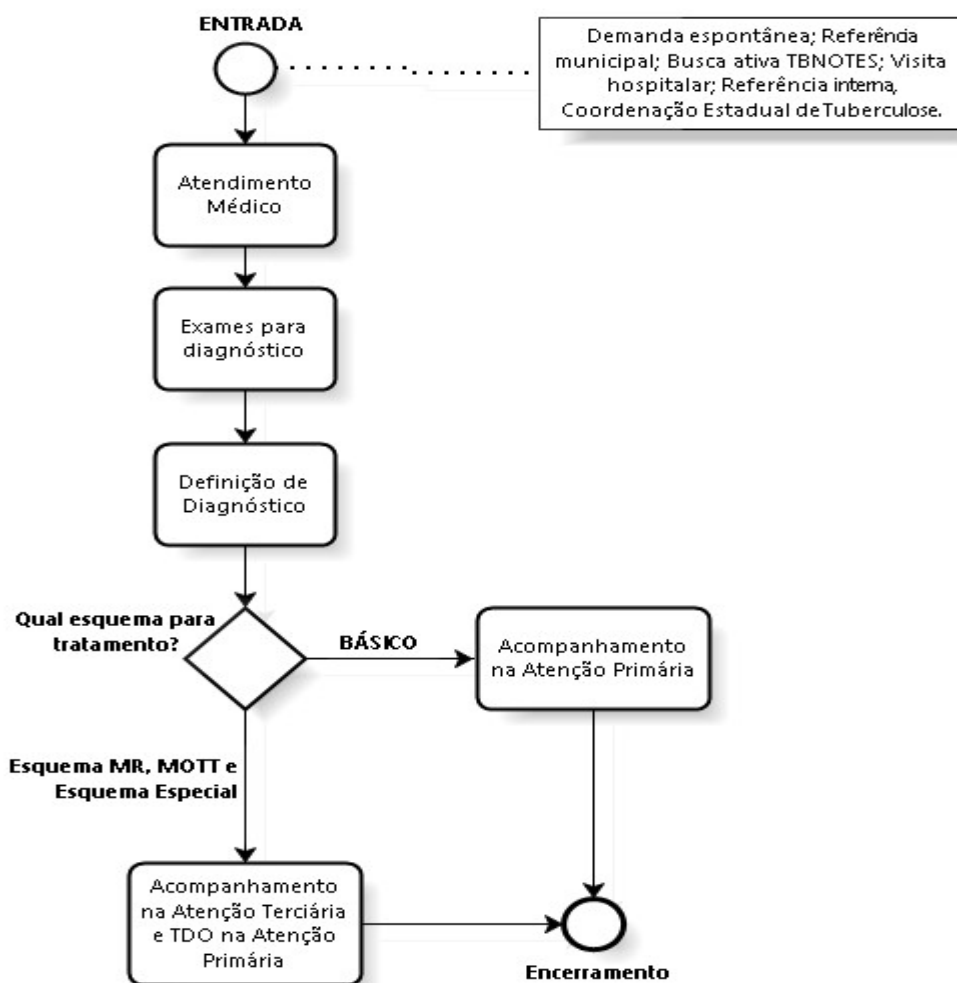 ENTRADA
Demanda espontânea; Referência
municipal; Busca ativa TBNOTES; Visita
hospitalar; Referência interna,
Coordenação Estadual de Tuberculose.
Atendimento
Médico
Exames para
diagnóstico
Definição de
Diagnóstico
Qual esquema para
tratamento?
BÁSICO
Acompanhamento
na Atenção Primária
Esquema MR, MOTT e
Esquema Especial
Acompanhamento
na Atenção Terciária
e TDO na Atenção
Primária
Encerramento